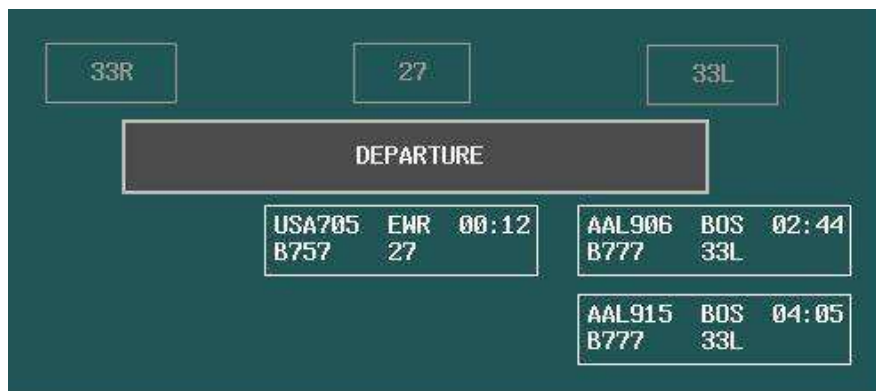 33R 27 33L
DEPARTURE
USA705 EWR 00:12
B757 27
AAL906 BOS 02:44
B777 33L
AAL915 BOS 04:05
B777 33L